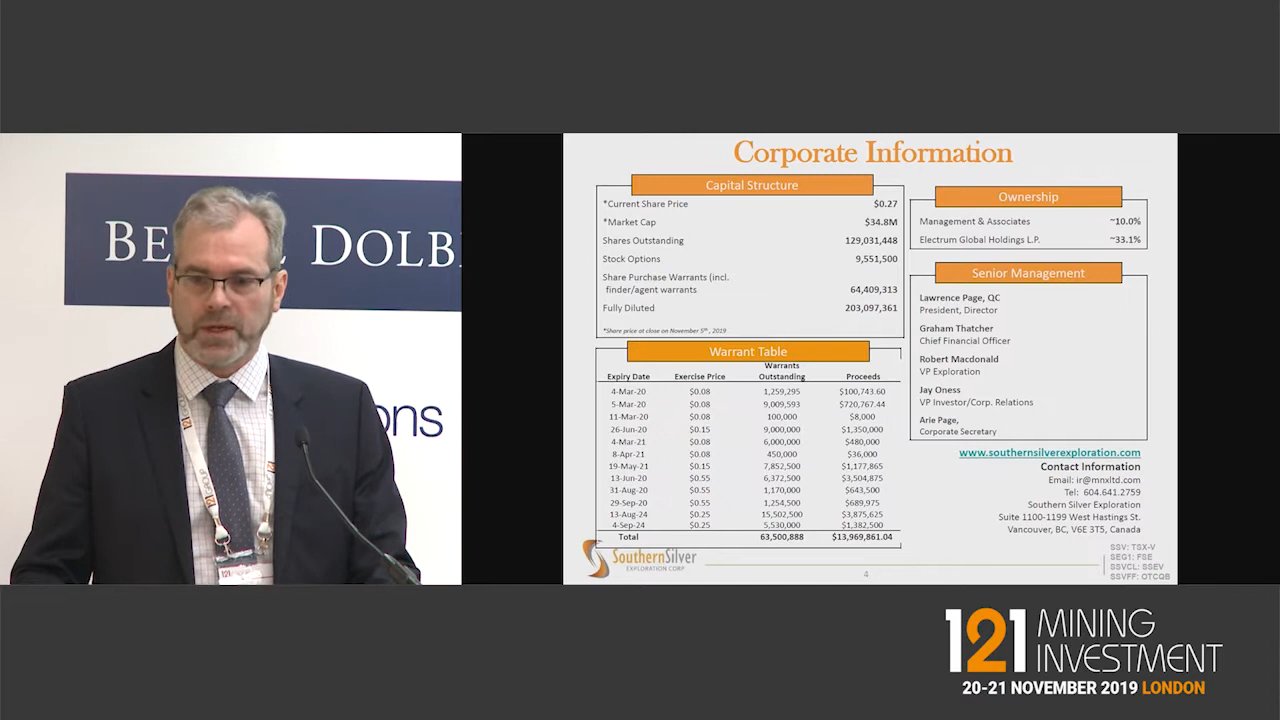 BE
DOLB
ons
121
GROUP
121
Corporate Information
Capital Structure
*Current Share Price $0.27
*Market Cap $34.8M
Shares Outstanding 129,031,448
Stock Options 9,551,500
Share Purchase Warrants (incl.
finder/agent warrants 64,409,313
Fully Diluted 203,097,361
*Share price at close on November 5th, 2019
Warrant Table
Warrants
Expiry Date Exercise Price Outstanding Proceeds
4-Mar-20 $0.08 1,259,295 $100,743.60
5-Mar-20 $0.08 9,009,593 $720,767.44
11-Mar-20 $0.08 100,000 $8,000
26-Jun-20 $0.15 9,000,000 $1,350,000
4-Mar-21 $0.08 6,000,000 $480,000
8-Apr-21 $0.08 450,000 $36,000
19-May-21 $0.15 7,852,500 $1,177,865
13-Jun-20 $0.55 6,372,500 $3,504,875
31-Aug-20 $0.55 1,170,000 $643,500
29-Sep-20 $0.55 1,254,500 $689,975
13-Aug-24 $0.25 15,502,500 $3,875,625
4-Sep-24 $0.25 5,530,000 $1,382,500
Total 63,500,888 $13,969,861.04
Ownership
Management & Associates ~10.0%
Electrum Global Holdings L.P. ~33.1%
Senior Management
Lawrence Page, QC
President, Director
Graham Thatcher
Chief Financial Officer
Robert Macdonald
VP Exploration
Jay Oness
VP Investor/Corp. Relations
Arie Page,
Corporate Secretary
www.southernsilverexploration.com
Contact Information
Email: ir@mnxltd.com
Tel: 604.641.2759
Southern Silver Exploration
Suite 1100-1199 West Hastings St.
Vancouver, BC, V6E 3T5, Canada
SSV: TSX-V
SEG1: FSE
SSVCL: SSEV
SSVFF: OTCQB
SouthernSilver
EXPLORATION CORP
4
121 MINING
INVESTMENT
20-21 NOVEMBER 2019 LONDON